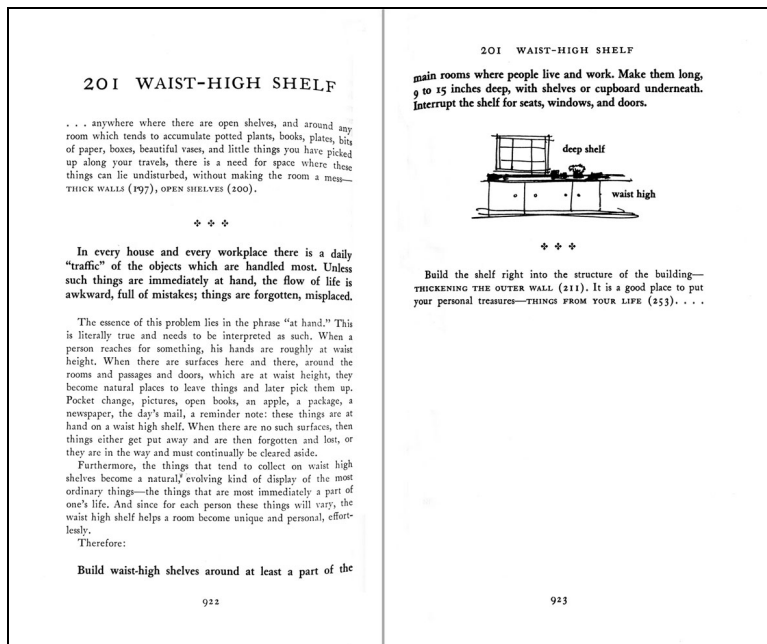 201 WAIST-HIGH SHELF
. . . anywhere where there are open shelves, and around any
room which tends to accumulate potted plants, books, plates, bits
of paper, boxes, beautiful vases, and little things you have picked
up along your travels, there is a need for space where these
things can lie undisturbed, without making the room a mess—
THICK WALLS (197), OPEN SHELVES (200).
In every house and every workplace there is a daily
“traffic” of the objects which are handled most. Unless
such things are immediately at hand, the flow of life is
awkward, full of mistakes; things are forgotten, misplaced.
The essence of this problem lies in the phrase “at hand.” This
is literally true and needs to be interpreted as such. When a
person reaches for something, his hands are roughly at waist
height. When there are surfaces here and there, around the
rooms and passages and doors, which are at waist height, they
become natural places to leave things and later pick them up.
Pocket change, pictures, open books, an apple, a package, a
newspaper, the day’s mail, a reminder note: these things are at
hand on a waist high shelf. When there are no such surfaces, then
things either get put away and are then forgotten and lost, or
they are in the way and must continually be cleared aside.
Furthermore, the things that tend to collect on waist high
shelves become a natural, evolving kind of display of the most
ordinary things—the things that are most immediately a part of
one’s life. And since for each person these things will vary, the
waist high shelf helps a room become unique and personal, effort-
lessly.
Therefore:
Build waist-high shelves around at least a part of the
922
201 WAIST-HIGH SHELF
main rooms where people live and work. Make them long,
9 to 15 inches deep, with shelves or cupboard underneath.
Interrupt the shelf for seats, windows, and doors.
deep shelf
waist high
Build the shelf right into the structure of the building—
THICKENING THE OUTER WALL (211). It is a good place to put
your personal treasures—THINGS FROM YOUR LIFE (253). . . .
923